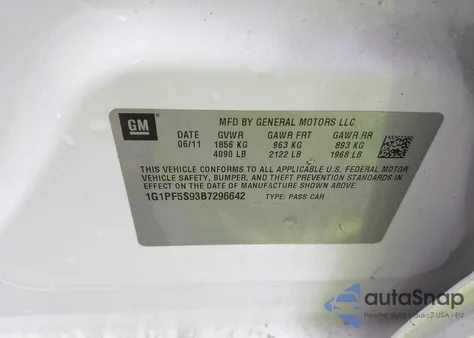 GM
MFD BY GENERAL MOTORS LLC
DATE GVWR GAWR FRT GAWR RR
06/11 1856 KG 963 KG 893 KG
4090 LB 2122 LB 1968 LB
THIS VEHICLE CONFORMS TO ALL APPLICABLE U.S. FEDERAL MOTOR
VEHICLE SAFETY, BUMPER, AND THEFT PREVENTION STANDARDS IN
EFFECT ON THE DATE OF MANUFACTURE SHOWN ABOVE.
1G1PF5S93B7296642 TYPE: PASS CAR
autoSnap
USA - EU